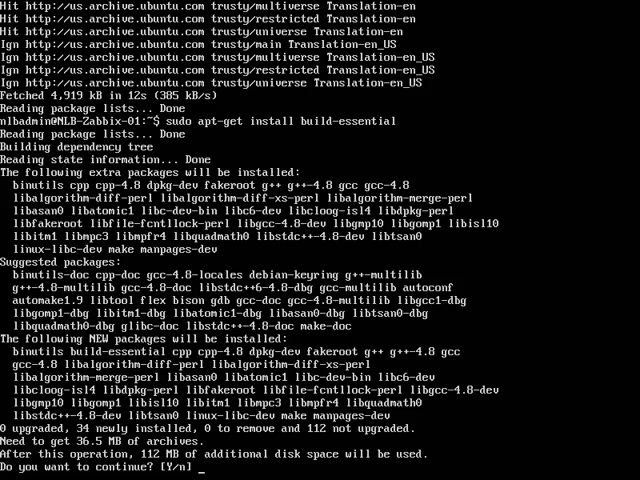 Hit http://us.archive.ubuntu.com trusty/multiverse Translation-en
Hit http://us.archive.ubuntu.com trusty/restricted Translation-en
Hit http://us.archive.ubuntu.com trusty/universe Translation-en
Ign http://us.archive.ubuntu.com trusty/main Translation-en_US
Ign http://us.archive.ubuntu.com trusty/multiverse Translation-en_US
Ign http://us.archive.ubuntu.com trusty/restricted Translation-en_US
Ign http://us.archive.ubuntu.com trusty/universe Translation-en_US
Fetched 4,919 kB in 12s (385 kB/s)
Reading package lists... Done
nlbadmin@NLB-Zabbix-01:~$ sudo apt-get install build-essential
Reading package lists... Done
Building dependency tree
Reading state information... Done
The following extra packages will be installed:
binutils cpp cpp-4.8 dpkg-dev fakeroot g++ g++-4.8 gcc gcc-4.8
libalgorithm-diff-perl libalgorithm-diff-xs-perl libalgorithm-merge-perl
libasan0 libatomic1 libc-dev-bin libc6-dev libcloog-isl4 libdpkg-perl
libfakeroot libfile-fcntllock-perl libgcc-4.8-dev libgmp10 libgomp1 libisl10
libitm1 libmpc3 libmpfr4 libquadmath0 libstdc++-4.8-dev libtsan0
linux-libc-dev make manpages-dev
Suggested packages:
binutils-doc cpp-doc gcc-4.8-locales debian-keyring g++-multilib
g++-4.8-multilib gcc-4.8-doc libstdc++6-4.8-dbg gcc-multilib autoconf
automake1.9 libtool flex bison gdb gcc-doc gcc-4.8-multilib libgcc1-dbg
libgomp1-dbg libitm1-dbg libatomic1-dbg libasan0-dbg libtsan0-dbg
libquadmath0-dbg glibc-doc libstdc++-4.8-doc make-doc
The following NEW packages will be installed:
binutils build-essential cpp cpp-4.8 dpkg-dev fakeroot g++ g++-4.8 gcc
gcc-4.8 libalgorithm-diff-perl libalgorithm-diff-xs-perl
libalgorithm-merge-perl libasan0 libatomic1 libc-dev-bin libc6-dev
libcloog-isl4 libdpkg-perl libfakeroot libfile-fcntllock-perl libgcc-4.8-dev
libgmp10 libgomp1 libisl10 libitm1 libmpc3 libmpfr4 libquadmath0
libstdc++-4.8-dev libtsan0 linux-libc-dev make manpages-dev
0 upgraded, 34 newly installed, 0 to remove and 112 not upgraded.
Need to get 36.5 MB of archives.
After this operation, 112 MB of additional disk space will be used.
Do you want to continue? [Y/n] _